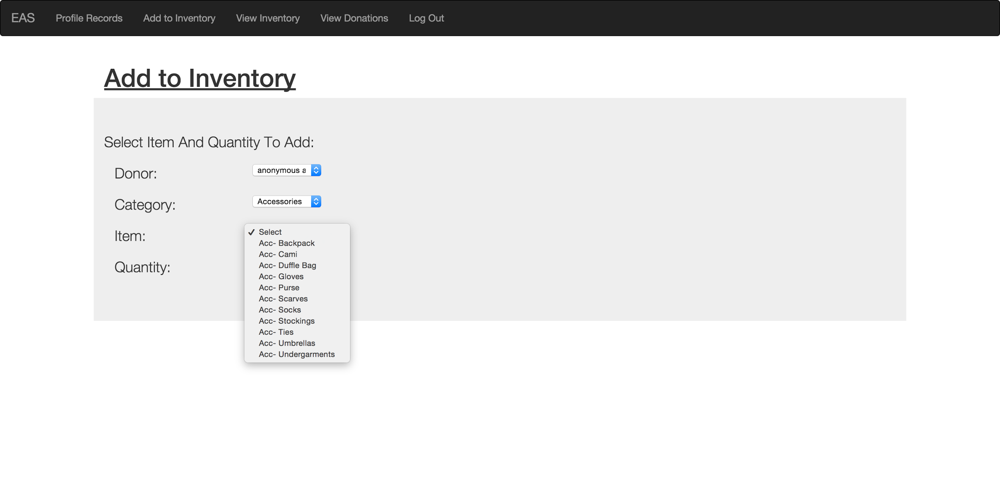 EAS Profile Records Add to Inventory View Inventory View Donations Log Out
Add to Inventory
Select Item And Quantity To Add:
Donor: anonymous a
Category: Accessories
Item:
Quantity:
Select
Acc- Backpack
Acc- Cami
Acc- Duffle Bag
Acc- Gloves
Acc- Purse
Acc- Scarves
Acc- Socks
Acc- Stockings
Acc- Ties
Acc- Umbrellas
Acc- Undergarments